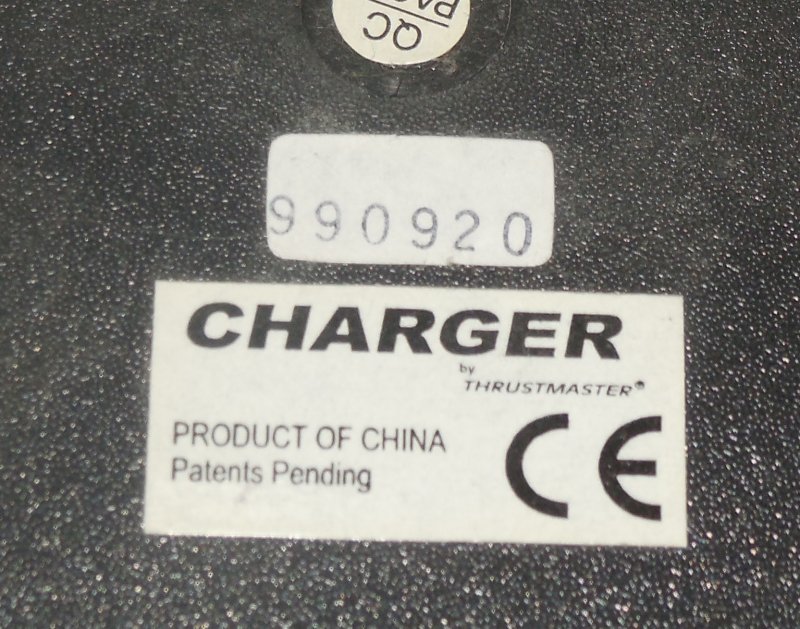 QC
990920
CHARGER
by
THRUSTMASTER®
PRODUCT OF CHINA
Patents Pending
CE